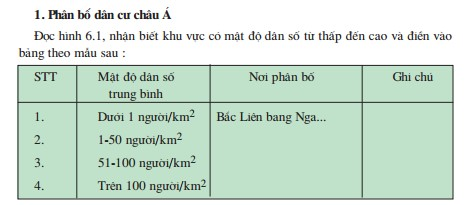 1. Phân bố dân cư châu Á
Đọc hình 6.1, nhận biết khu vực có mật độ dân số từ thấp đến cao và điền vào
bảng theo mẫu sau :
STT Mật độ dân số trung bình Nơi phân bố Ghi chú
1. Dưới 1 người/km² Bắc Liên bang Nga...
2. 1-50 người/km²
3. 51-100 người/km²
4. Trên 100 người/km²